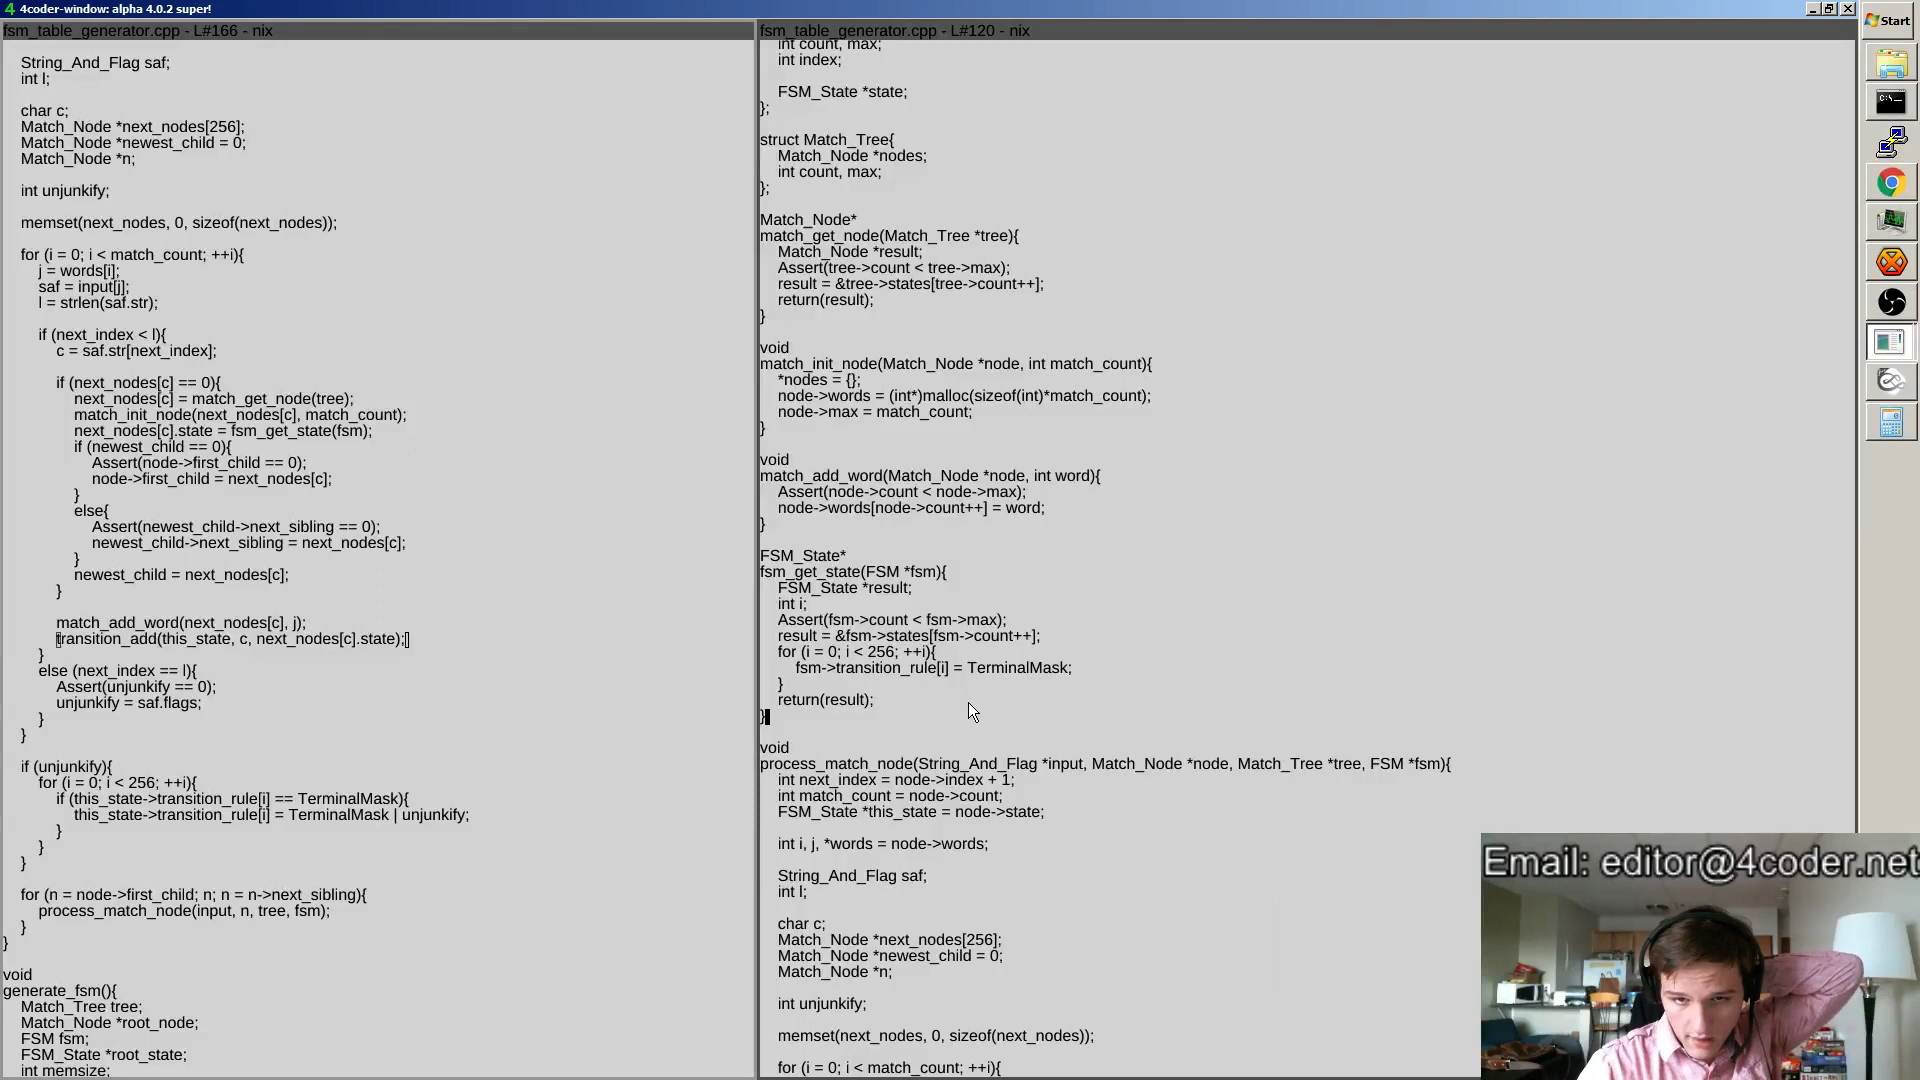 4 4coder-window: alpha 4.0.2 super!
fsm_table_generator.cpp - L#166 - nix
String_And_Flag saf;
int l;
char c;
Match_Node *next_nodes[256];
Match_Node *newest_child = 0;
Match_Node *n;
int unjunkify;
memset(next_nodes, 0, sizeof(next_nodes));
for (i = 0; i < match_count; ++i){
j = words[i];
saf = input[j];
l = strlen(saf.str);
if (next_index < l){
c = saf.str[next_index];
if (next_nodes[c] == 0){
next_nodes[c] = match_get_node(tree);
match_init_node(next_nodes[c], match_count);
next_nodes[c].state = fsm_get_state(fsm);
if (newest_child == 0){
Assert(node->first_child == 0);
node->first_child = next_nodes[c];
}
else{
Assert(newest_child->next_sibling == 0);
newest_child->next_sibling = next_nodes[c];
}
newest_child = next_nodes[c];
}
match_add_word(next_nodes[c], j);
transition_add(this_state, c, next_nodes[c].state);
}
else (next_index == l){
Assert(unjunkify == 0);
unjunkify = saf.flags;
}
}
if (unjunkify){
for (i = 0; i < 256; ++i){
if (this_state->transition_rule[i] == TerminalMask){
this_state->transition_rule[i] = TerminalMask | unjunkify;
}
}
}
for (n = node->first_child; n; n = n->next_sibling){
process_match_node(input, n, tree, fsm);
}
}
void
generate_fsm(){
Match_Tree tree;
Match_Node *root_node;
FSM fsm;
FSM_State *root_state;
int memsize;
fsm_table_generator.cpp - L#120 - nix
int count, max;
int index;
FSM_State *state;
};
struct Match_Tree{
Match_Node *nodes;
int count, max;
};
Match_Node*
match_get_node(Match_Tree *tree){
Match_Node *result;
Assert(tree->count < tree->max);
result = &tree->states[tree->count++];
return(result);
}
void
match_init_node(Match_Node *node, int match_count){
*nodes = {};
node->words = (int*)malloc(sizeof(int)*match_count);
node->max = match_count;
}
void
match_add_word(Match_Node *node, int word){
Assert(node->count < node->max);
node->words[node->count++] = word;
}
FSM_State*
fsm_get_state(FSM *fsm){
FSM_State *result;
int i;
Assert(fsm->count < fsm->max);
result = &fsm->states[fsm->count++];
for (i = 0; i < 256; ++i){
fsm->transition_rule[i] = TerminalMask;
}
return(result);
}
void
process_match_node(String_And_Flag *input, Match_Node *node, Match_Tree *tree, FSM *fsm){
int next_index = node->index + 1;
int match_count = node->count;
FSM_State *this_state = node->state;
int i, j, *words = node->words;
String_And_Flag saf;
int l;
char c;
Match_Node *next_nodes[256];
Match_Node *newest_child = 0;
Match_Node *n;
int unjunkify;
memset(next_nodes, 0, sizeof(next_nodes));
for (i = 0; i < match_count; ++i){
Start
Email: editor@4coder.net